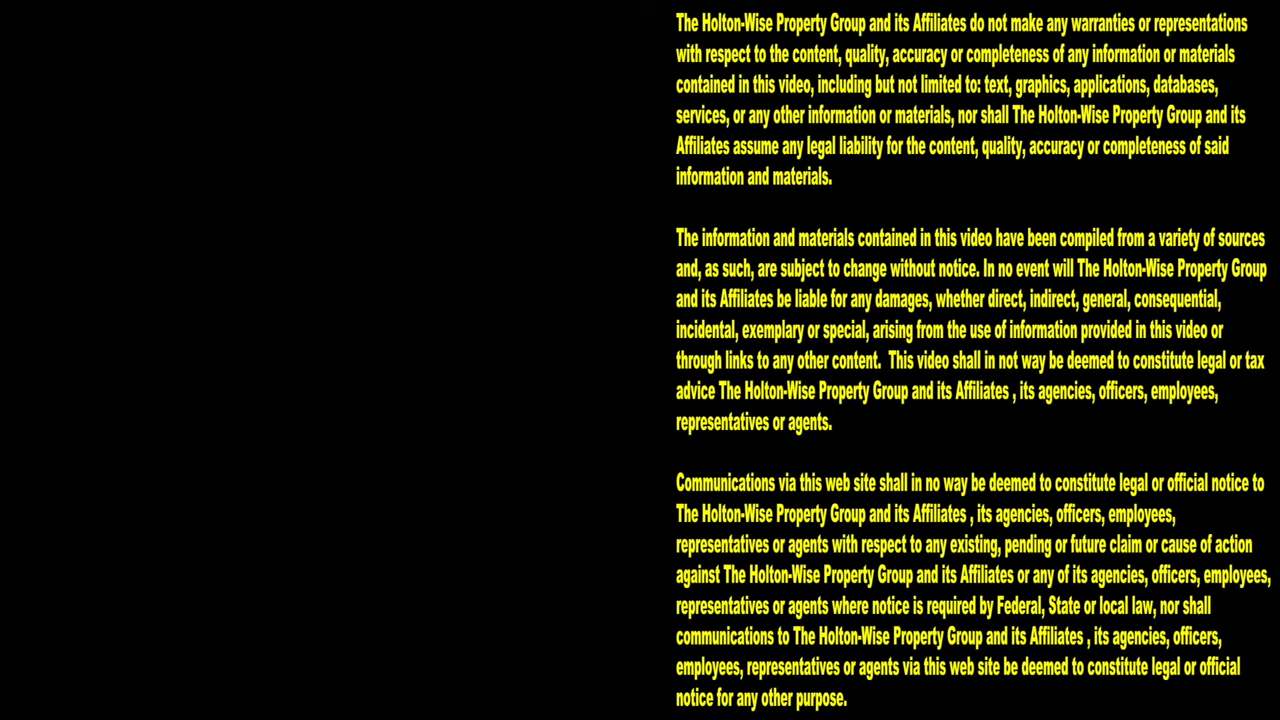 The Holton-Wise Property Group and its Affiliates do not make any warranties or representations
with respect to the content, quality, accuracy or completeness of any information or materials
contained in this video, including but not limited to: text, graphics, applications, databases,
services, or any other information or materials, nor shall The Holton-Wise Property Group and its
Affiliates assume any legal liability for the content, quality, accuracy or completeness of said
information and materials.
The information and materials contained in this video have been compiled from a variety of sources
and, as such, are subject to change without notice. In no event will The Holton-Wise Property Group
and its Affiliates be liable for any damages, whether direct, indirect, general, consequential,
incidental, exemplary or special, arising from the use of information provided in this video or
through links to any other content.  This video shall in not way be deemed to constitute legal or tax
advice The Holton-Wise Property Group and its Affiliates , its agencies, officers, employees,
representatives or agents.
Communications via this web site shall in no way be deemed to constitute legal or official notice to
The Holton-Wise Property Group and its Affiliates , its agencies, officers, employees,
representatives or agents with respect to any existing, pending or future claim or cause of action
against The Holton-Wise Property Group and its Affiliates or any of its agencies, officers, employees,
representatives or agents where notice is required by Federal, State or local law, nor shall
communications to The Holton-Wise Property Group and its Affiliates , its agencies, officers,
employees, representatives or agents via this web site be deemed to constitute legal or official
notice for any other purpose.